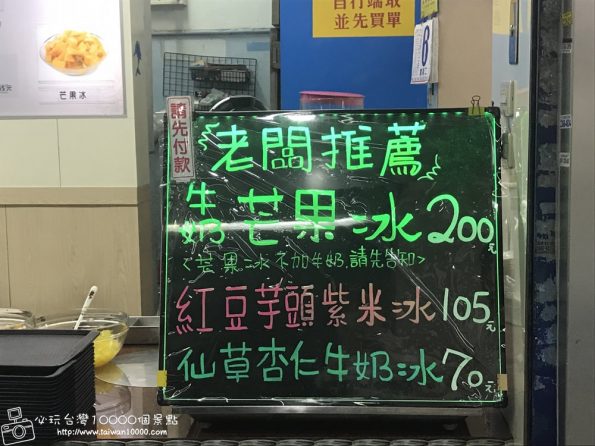 自行端取
並先買單
8
芒果冰
請先付款
老闆推薦
牛奶芒果冰200元
<芒果冰不加牛奶.請先告知>
紅豆芋頭紫米冰105元
仙草杏仁牛奶冰70元
必玩台灣10000個景點
http://www.taiwan10000.com